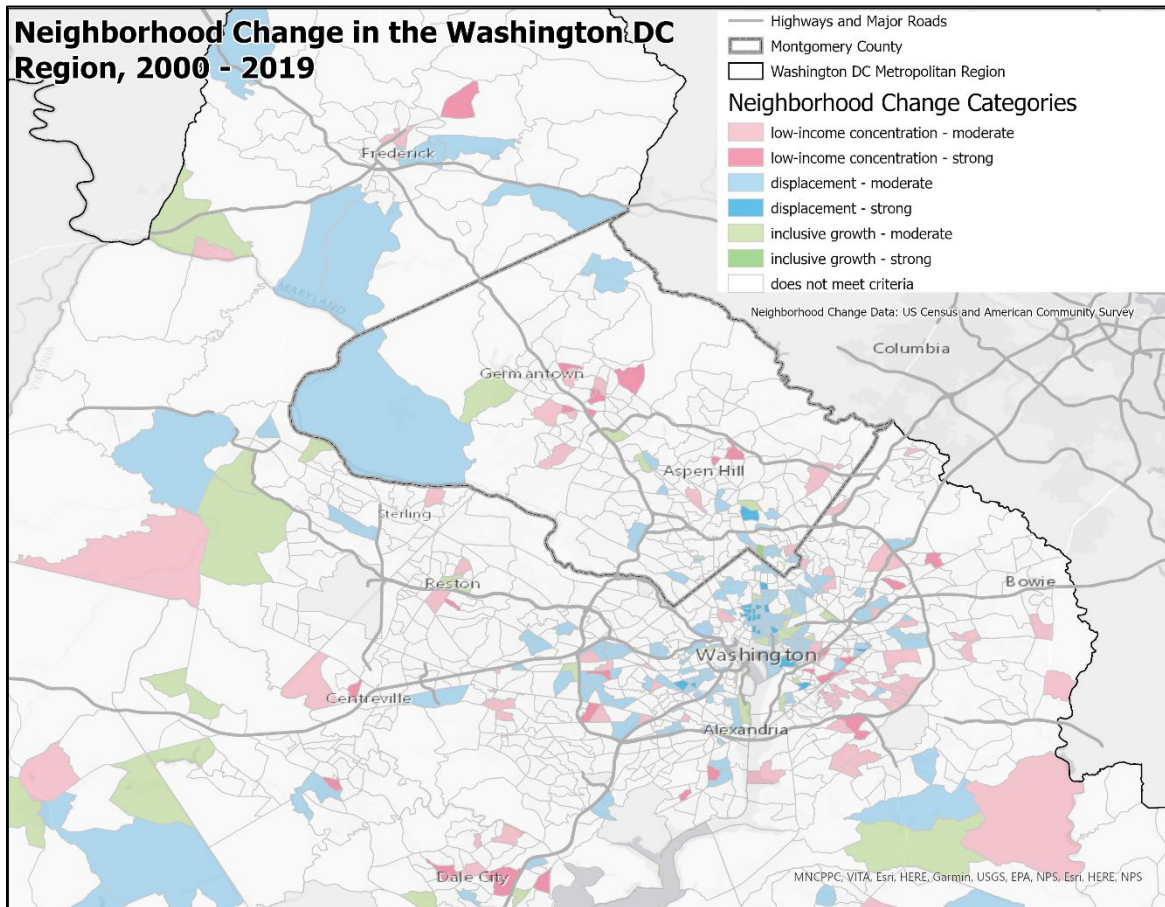 Neighborhood Change in the Washington DC
Region, 2000 - 2019
Highways and Major Roads
Montgomery County
Washington DC Metropolitan Region
Neighborhood Change Categories
low-income concentration - moderate
low-income concentration - strong
displacement - moderate
displacement - strong
inclusive growth - moderate
inclusive growth - strong
does not meet criteria
Neighborhood Change Data: US Census and American Community Survey
Frederick
MARYLAND
VIRGINIA
Columbia
Germantown
Aspen Hill
Sterling
Reston
Bowie
Washington
Centreville
Alexandria
Dale City
MNCPPC, VITA, Esri, HERE, Garmin, USGS, EPA, NPS, Esri, HERE, NPS